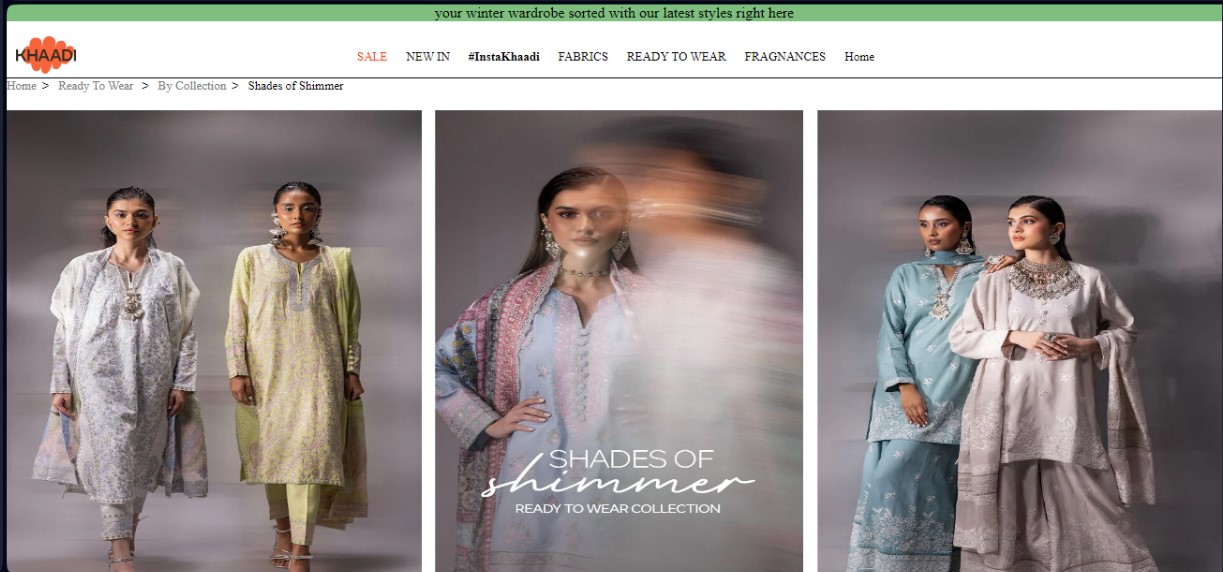 your winter wardrobe sorted with our latest styles right here
KHAADI
SALE NEW IN #InstaKhaadi FABRICS READY TO WEAR FRAGNANCES Home
Home > Ready To Wear > By Collection > Shades of Shimmer
SHADES OF
shimmer
READY TO WEAR COLLECTION